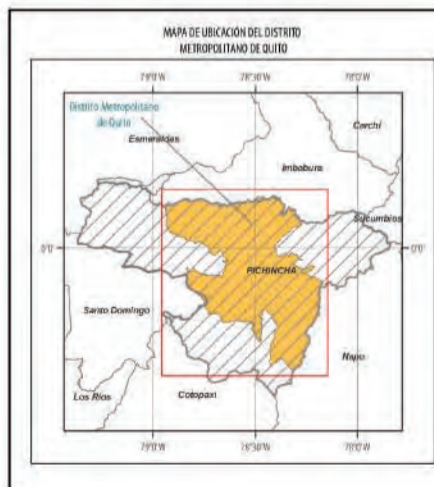 MAPA DE UBICACIÓN DEL DISTRITO
METROPOLITANO DE QUITO
79°0'W
78°30'W
78°0'W
Distrito Metropolitano
de Quito
Esmeraldas
Carchi
Imbabura
Sucumbíos
0°0'
0°0'
PICHINCHA
Santo Domingo
Napo
Los Ríos
Cotopaxi
79°0'W
78°30'W
78°0'W